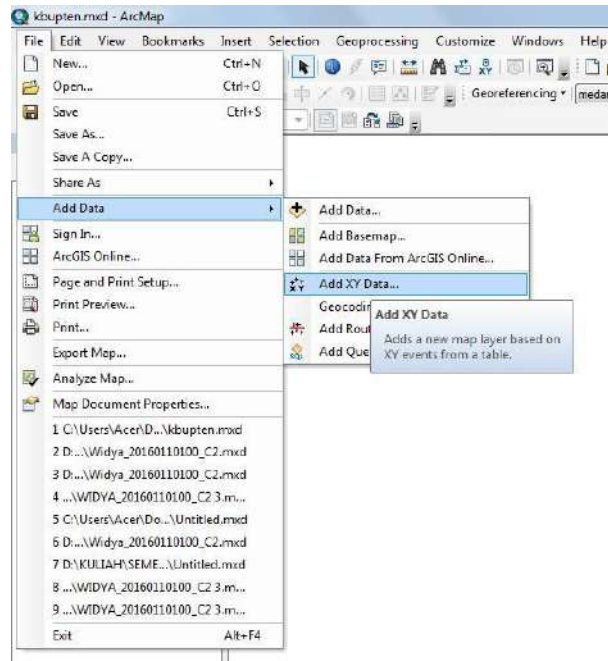 kbupten.mxd - ArcMap
File Edit View Bookmarks Insert Selection Geoprocessing Customize Windows Help
New... Ctrl+N
Open... Ctrl+O
Georeferencing
Save Ctrl+S
Save As...
Save A Copy...
Share As
Add Data
Sign In...
ArcGIS Online...
Page and Print Setup...
Print Preview...
Print...
Export Map...
Analyze Map...
Map Document Properties...
1 C:\Users\Acer\D...\kbupten.mxd
2 D:...\Widya_20160110100_C2.mxd
3 D:...\Widya_20160110100_C2.mxd
4 ...\WIDYA_20160110100_C2 3.m...
5 C:\Users\Acer\Do...\Untitled.mxd
6 D:...\Widya_20160110100_C2.mxd
7 D:\KULIAH\SEME...\Untitled.mxd
8 ...\WIDYA_20160110100_C2 3.m...
9 ...\WIDYA_20160110100_C2 3.m...
Exit Alt+F4
Add Data...
Add Basemap...
Add Data From ArcGIS Online...
Add XY Data...
Add XY Data
Adds a new map layer based on
XY events from a table.